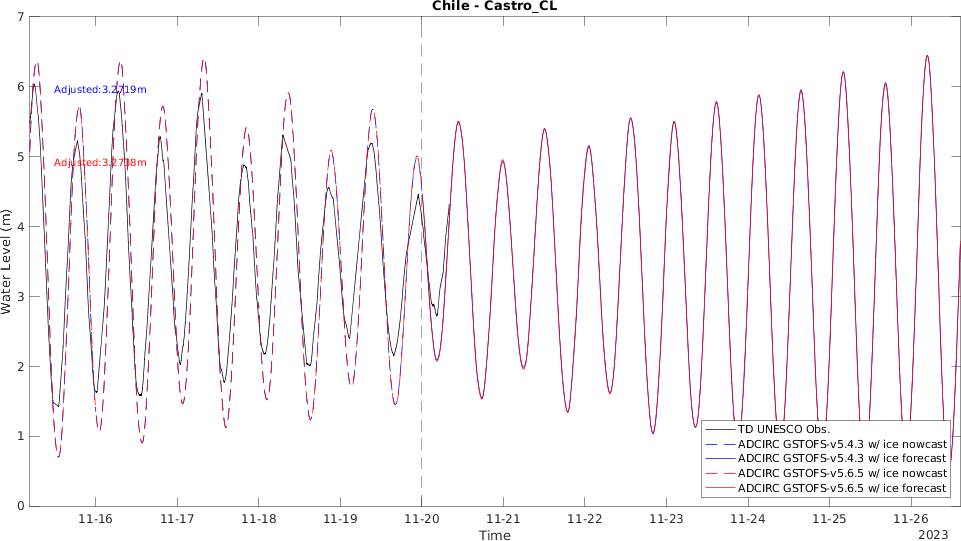 Chile - Castro_CL
7
6
5
4
3
2
1
0
Water Level (m)
Adjusted:3.2719m
Adjusted:3.2738m
TD UNESCO Obs.
ADCIRC GSTOFS-v5.4.3 w/ ice nowcast
ADCIRC GSTOFS-v5.4.3 w/ ice forecast
ADCIRC GSTOFS-v5.6.5 w/ ice nowcast
ADCIRC GSTOFS-v5.6.5 w/ ice forecast
11-16 11-17 11-18 11-19 11-20 11-21 11-22 11-23 11-24 11-25 11-26
2023
Time